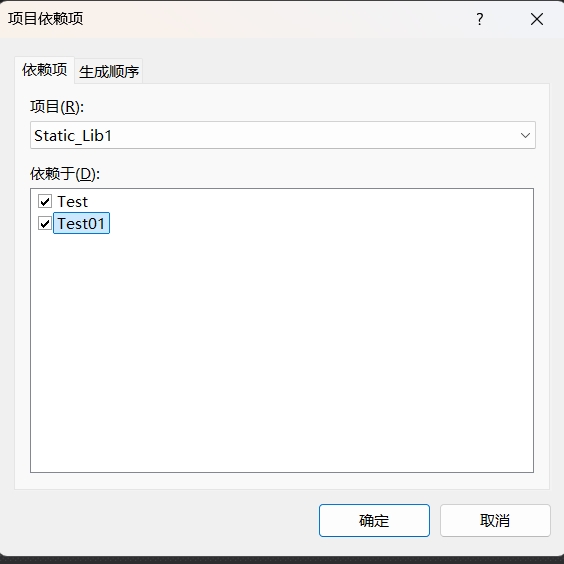 项目依赖项
?
依赖项 生成顺序
项目(R):
Static_Lib1
依赖于(D):
Test
Test01
确定 取消